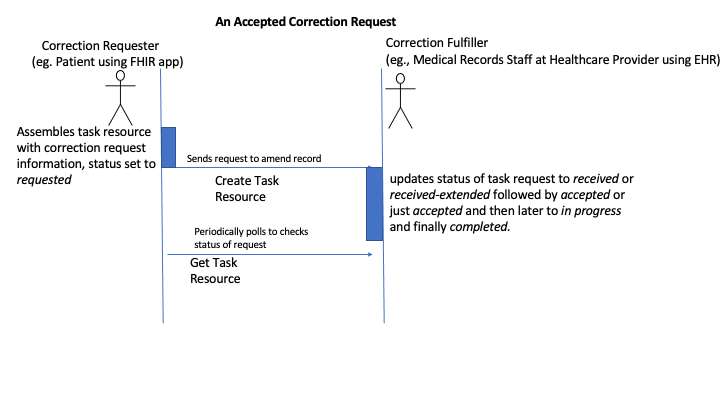 An Accepted Correction Request
Correction Requester
(eg. Patient using FHIR app)
Correction Fulfiller
(eg., Medical Records Staff at Healthcare Provider using EHR)
Assembles task resource
with correction request
information, status set to
requested
Sends request to amend record
Create Task
Resource
updates status of task request to received or
received-extended followed by accepted or
just accepted and then later to in progress
and finally completed.
Periodically polls to checks
status of request
Get Task
Resource